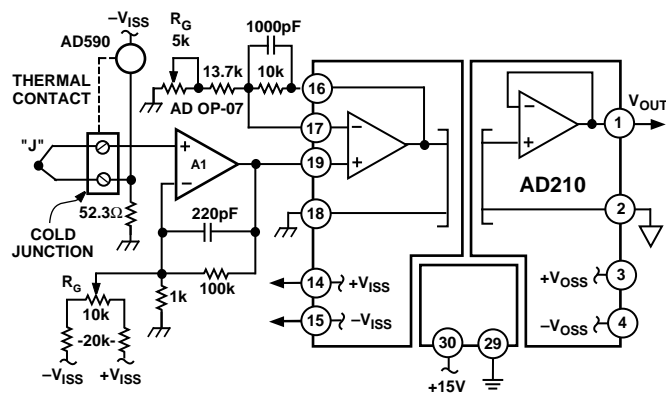 –VISS
AD590
THERMAL
CONTACT
RG
5k
1000pF
13.7k
10k
AD OP-07
16
17
19
18
14
15
"J"
+
A1
–
–
+
–
+
AD210
VOUT
1
2
3
4
52.3Ω
COLD
JUNCTION
220pF
100k
1k
RG
10k
-20k-
–VISS
+VISS
+VISS
–VISS
+VOSS
–VOSS
30
29
+15V